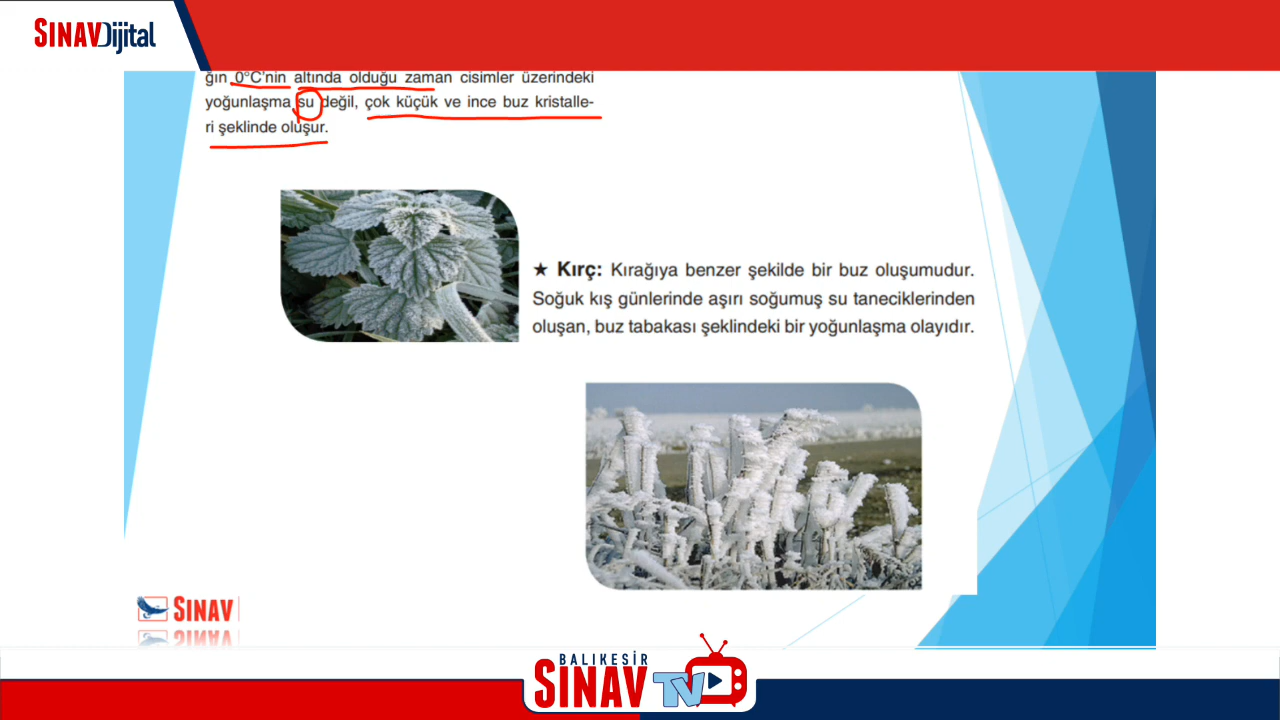 SINAVDijital
ğın 0°C'nin altında olduğu zaman cisimler üzerindeki
yoğunlaşma su değil, çok küçük ve ince buz kristalle-
ri şeklinde oluşur.
★ Kırç: Kırağıya benzer şekilde bir buz oluşumudur.
Soğuk kış günlerinde aşırı soğumuş su taneciklerinden
oluşan, buz tabakası şeklindeki bir yoğunlaşma olayıdır.
SINAV
BALIKESİR
SINAV TV